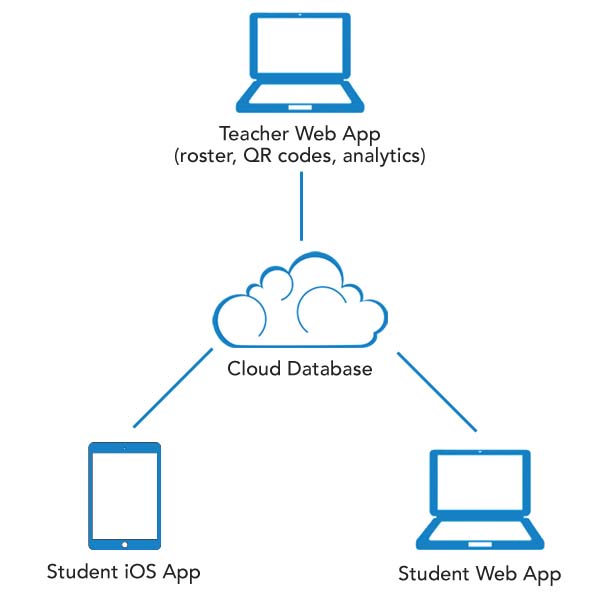 Teacher Web App
(roster, QR codes, analytics)
Cloud Database
Student iOS App
Student Web App